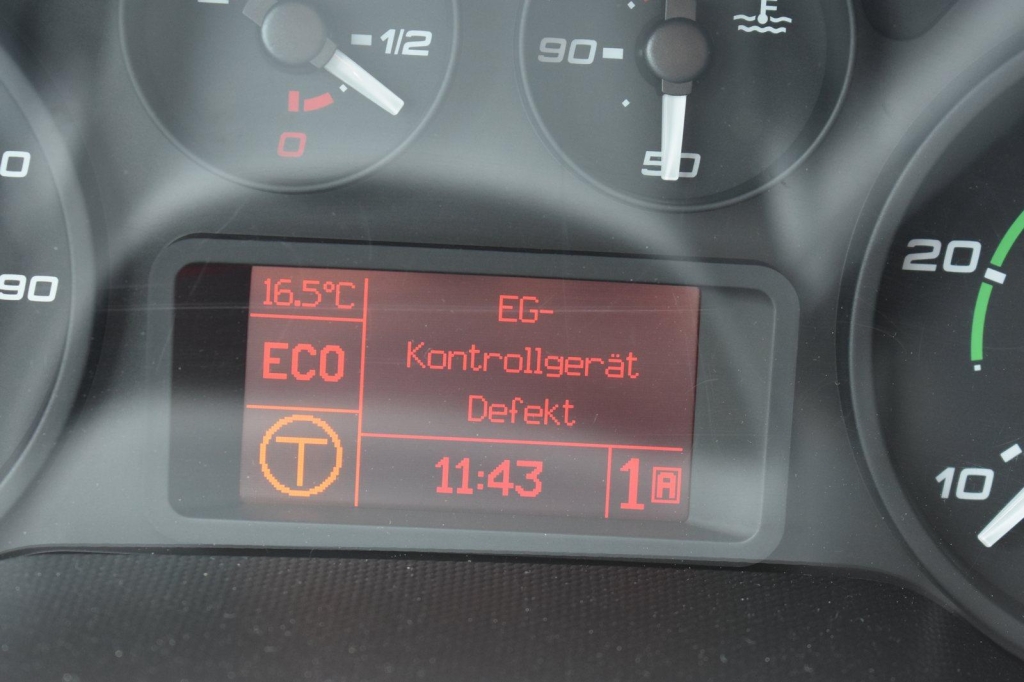 1/2
0
90
50
0
90
20
10
16.5°C
ECO
T
EG-
Kontrollgerät
Defekt
11:43
1 A